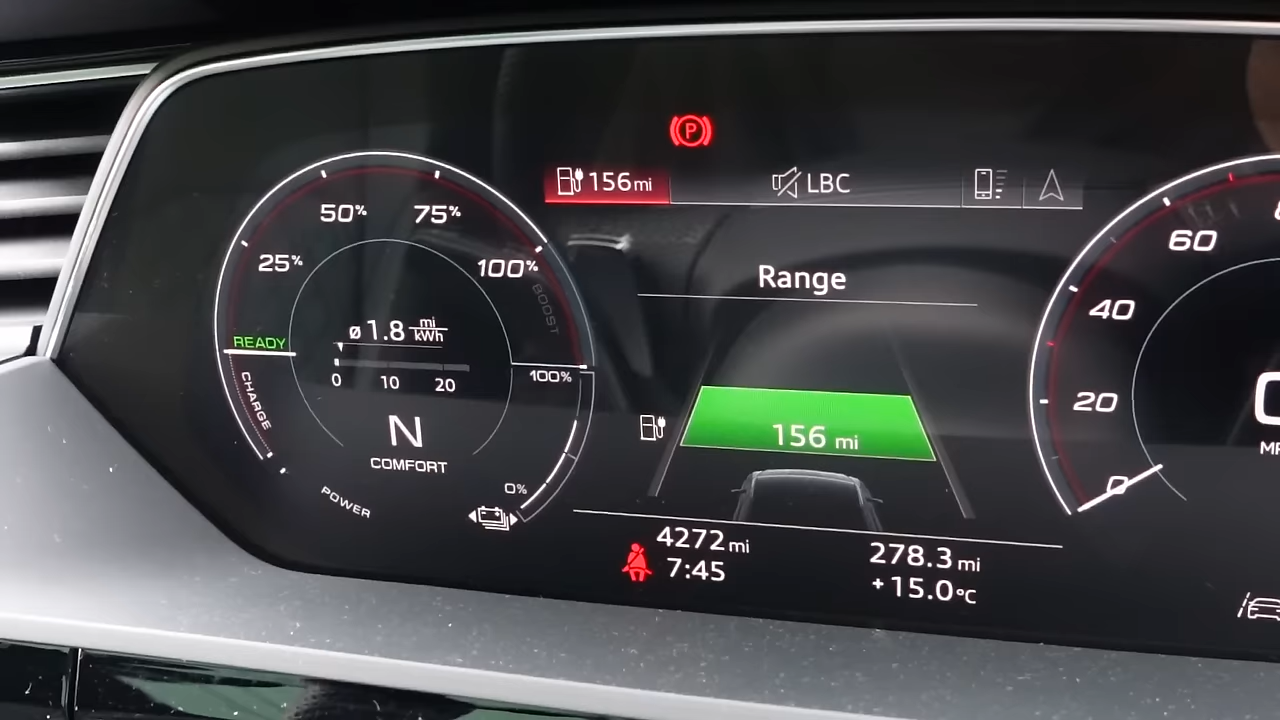 P
156 mi
LBC
50%
75%
25%
100%
BOOST
Range
60
40
20
0
ø 1.8 mi/kWh
0 10 20
READY
CHARGE
100%
N
COMFORT
POWER
0%
156 mi
4272 mi
7:45
278.3 mi
+15.0°C